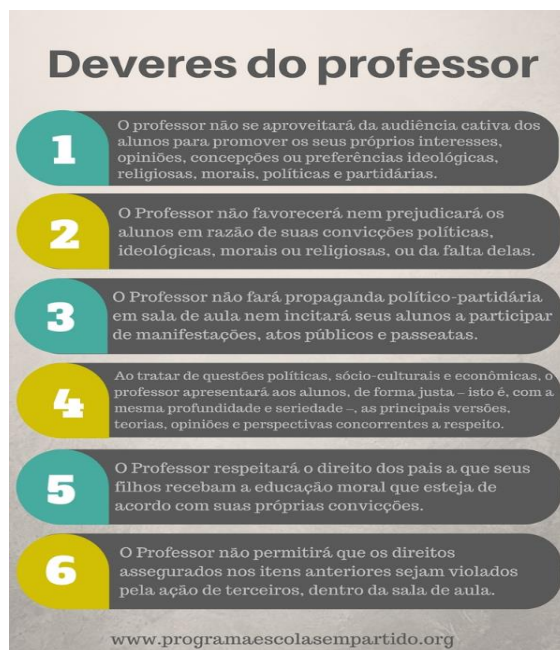 Deveres do professor
1
O professor não se aproveitará da audiência cativa dos
alunos para promover os seus próprios interesses,
opiniões, concepções ou preferências ideológicas,
religiosas, morais, políticas e partidárias.
2
O Professor não favorecerá nem prejudicará os
alunos em razão de suas convicções políticas,
ideológicas, morais ou religiosas, ou da falta delas.
3
O Professor não fará propaganda político-partidária
em sala de aula nem incitará seus alunos a participar
de manifestações, atos públicos e passeatas.
4
Ao tratar de questões políticas, sócio-culturais e econômicas, o
professor apresentará aos alunos, de forma justa – isto é, com a
mesma profundidade e seriedade –, as principais versões,
teorias, opiniões e perspectivas concorrentes a respeito.
5
O Professor respeitará o direito dos pais a que seus
filhos recebam a educação moral que esteja de
acordo com suas próprias convicções.
6
O Professor não permitirá que os direitos
assegurados nos itens anteriores sejam violados
pela ação de terceiros, dentro da sala de aula.
www.programaescolasempartido.org